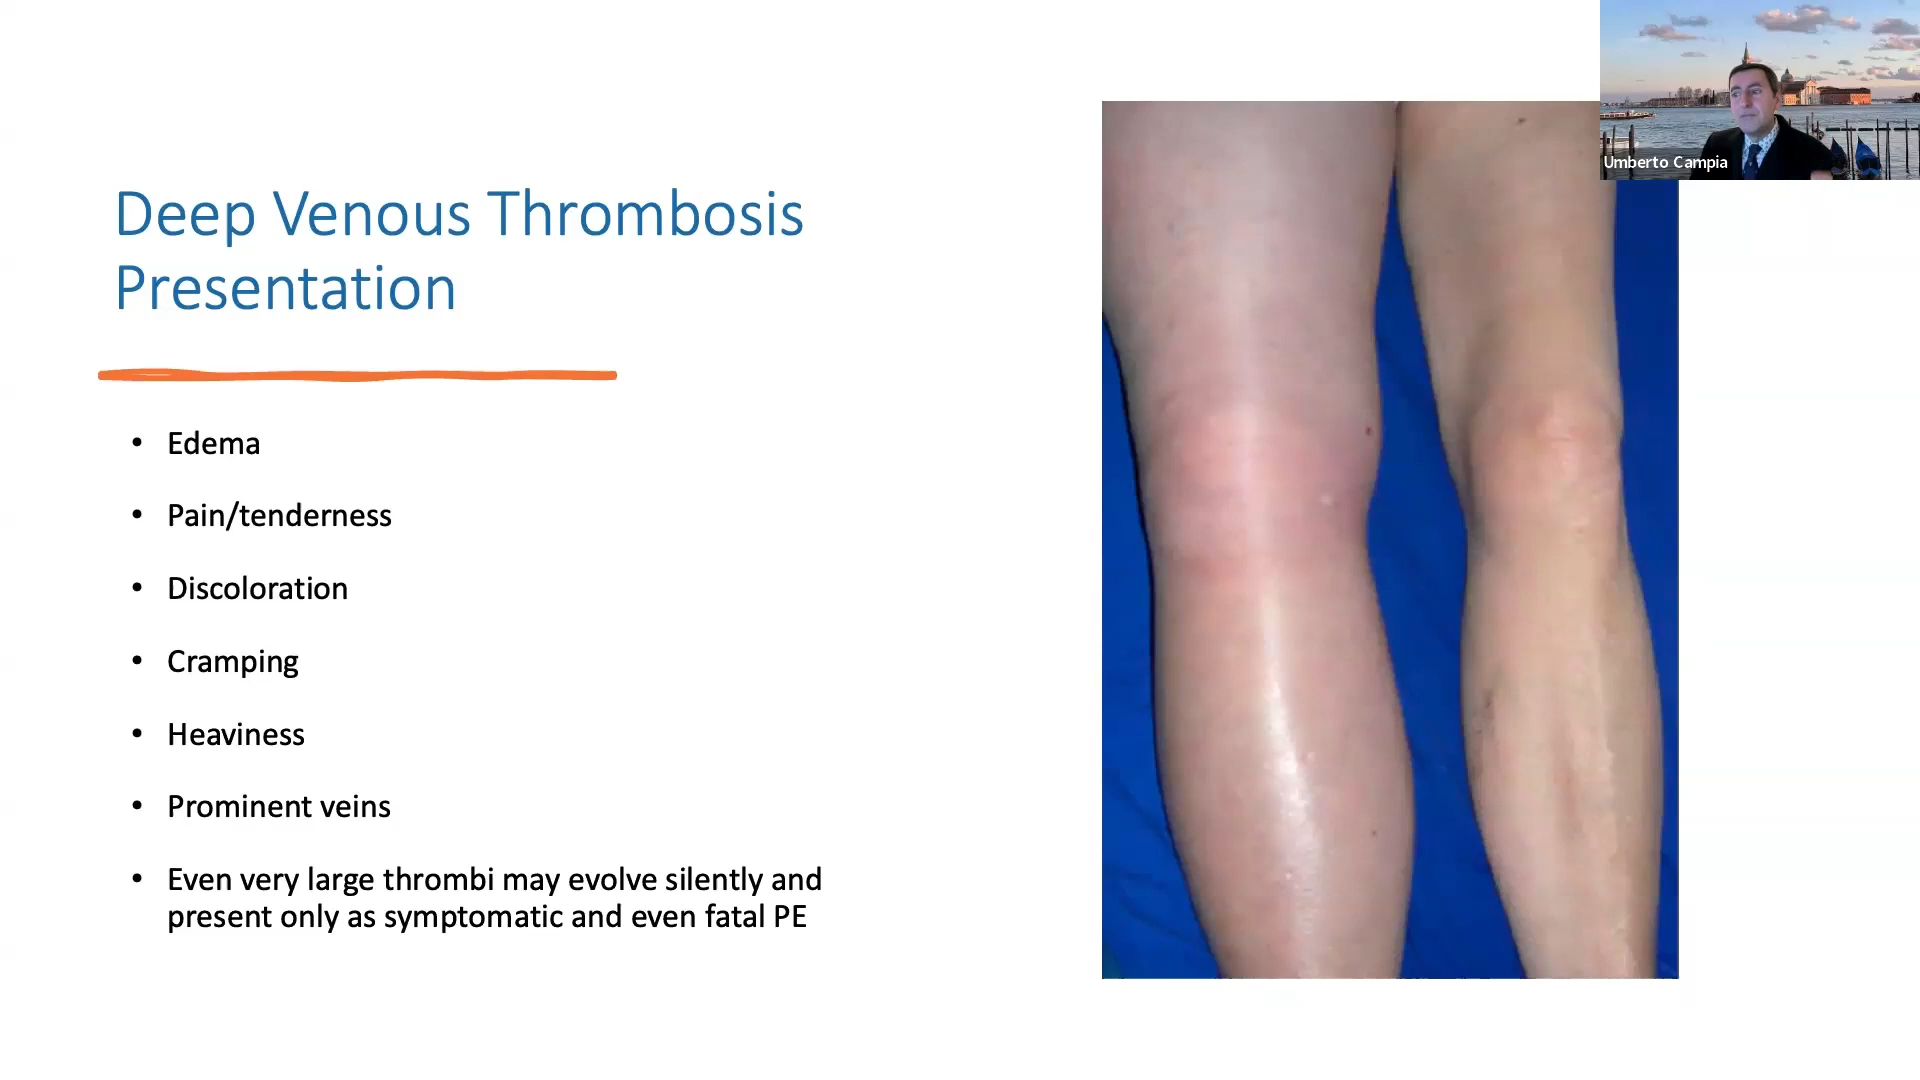 Umberto Campia
Deep Venous Thrombosis
Presentation
• Edema
• Pain/tenderness
• Discoloration
• Cramping
• Heaviness
• Prominent veins
• Even very large thrombi may evolve silently and
present only as symptomatic and even fatal PE